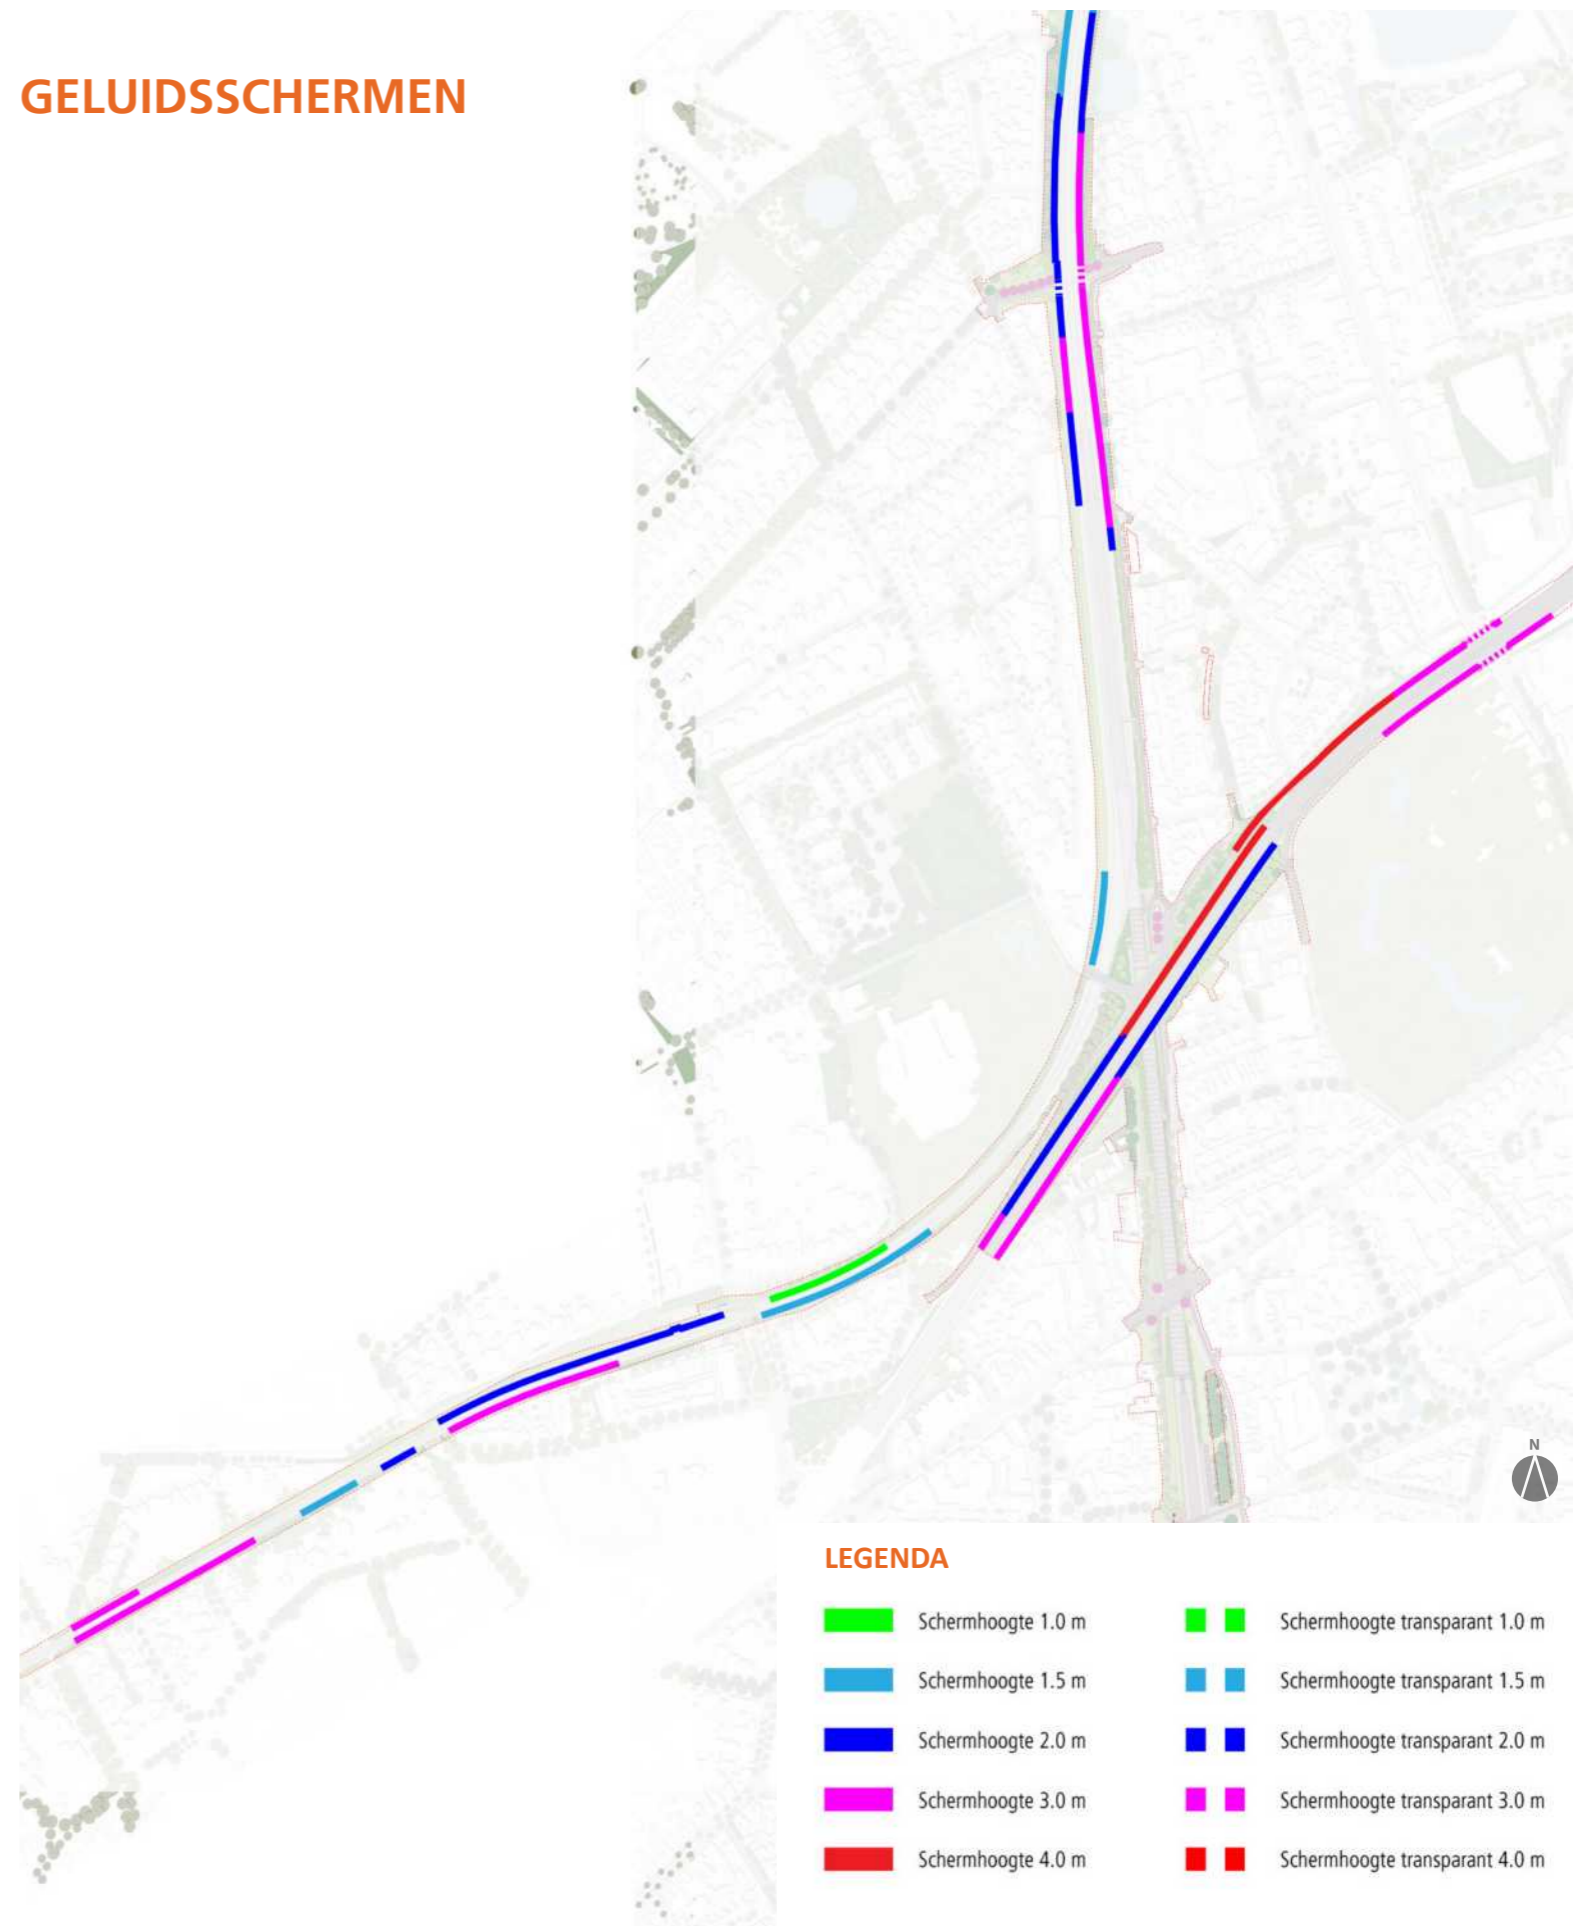 GELUIDSSCHERMEN
N
LEGENDA
Schermhoogte 1.0 m
Schermhoogte transparant 1.0 m
Schermhoogte 1.5 m
Schermhoogte transparant 1.5 m
Schermhoogte 2.0 m
Schermhoogte transparant 2.0 m
Schermhoogte 3.0 m
Schermhoogte transparant 3.0 m
Schermhoogte 4.0 m
Schermhoogte transparant 4.0 m